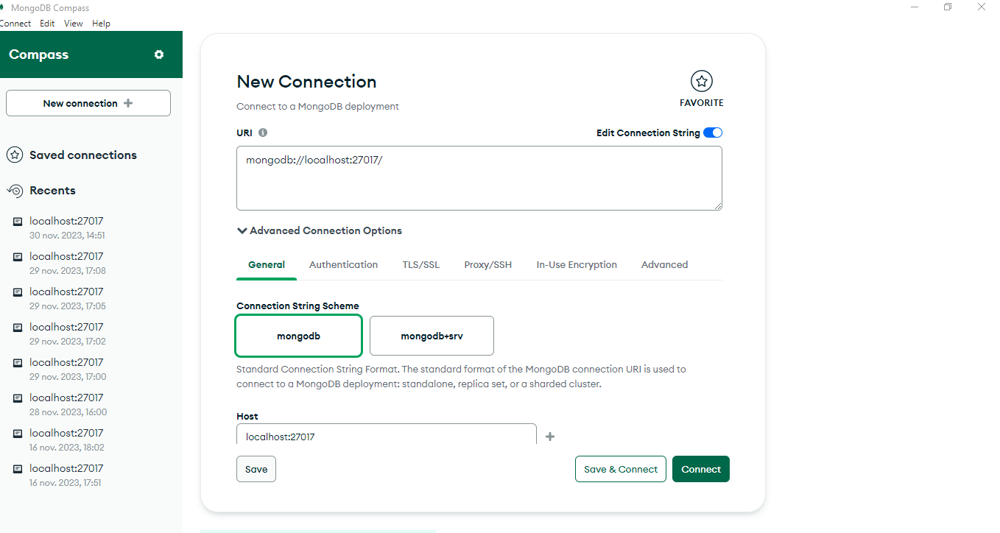 MongoDB Compass
Connect Edit View Help
Compass
New connection
Saved connections
Recents
localhost:27017
30 nov. 2023, 14:51
localhost:27017
29 nov. 2023, 17:08
localhost:27017
29 nov. 2023, 17:05
localhost:27017
29 nov. 2023, 17:02
localhost:27017
29 nov. 2023, 17:00
localhost:27017
28 nov. 2023, 16:00
localhost:27017
16 nov. 2023, 18:02
localhost:27017
16 nov. 2023, 17:51
New Connection
Connect to a MongoDB deployment
FAVORITE
URI
Edit Connection String
mongodb://localhost:27017/
Advanced Connection Options
General Authentication TLS/SSL Proxy/SSH In-Use Encryption Advanced
Connection String Scheme
mongodb mongodb+srv
Standard Connection String Format. The standard format of the MongoDB connection URI is used to
connect to a MongoDB deployment: standalone, replica set, or a sharded cluster.
Host
localhost:27017
Save Save & Connect Connect